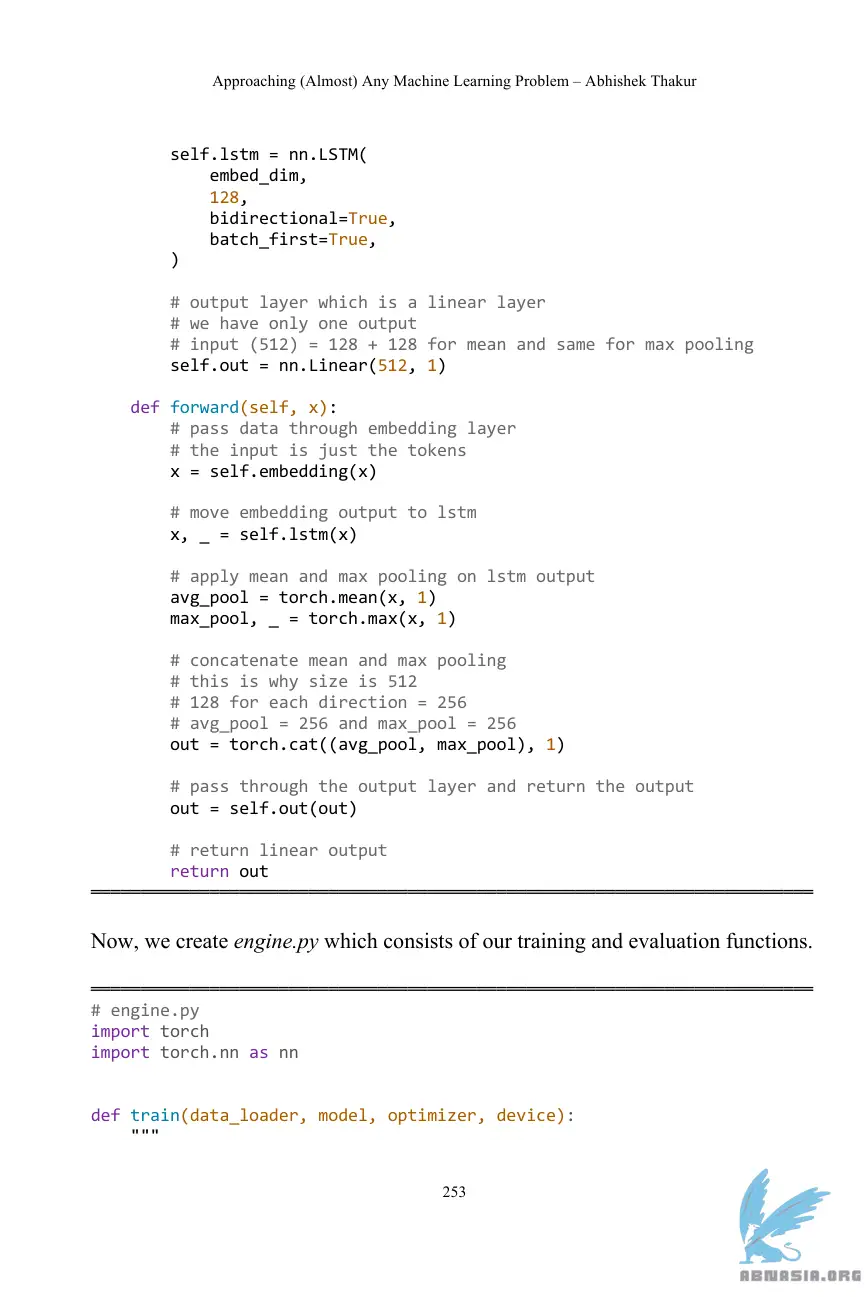 Approaching (Almost) Any Machine Learning Problem – Abhishek Thakur
        self.lstm = nn.LSTM(
            embed_dim,
            128,
            bidirectional=True,
            batch_first=True,
        )
        # output layer which is a linear layer
        # we have only one output
        # input (512) = 128 + 128 for mean and same for max pooling
        self.out = nn.Linear(512, 1)
    def forward(self, x):
        # pass data through embedding layer
        # the input is just the tokens
        x = self.embedding(x)
        # move embedding output to lstm
        x, _ = self.lstm(x)
        # apply mean and max pooling on lstm output
        avg_pool = torch.mean(x, 1)
        max_pool, _ = torch.max(x, 1)
        # concatenate mean and max pooling
        # this is why size is 512
        # 128 for each direction = 256
        # avg_pool = 256 and max_pool = 256
        out = torch.cat((avg_pool, max_pool), 1)
        # pass through the output layer and return the output
        out = self.out(out)
        # return linear output
        return out
Now, we create engine.py which consists of our training and evaluation functions.
# engine.py
import torch
import torch.nn as nn
def train(data_loader, model, optimizer, device):
    """
253
ABNASIA.ORG